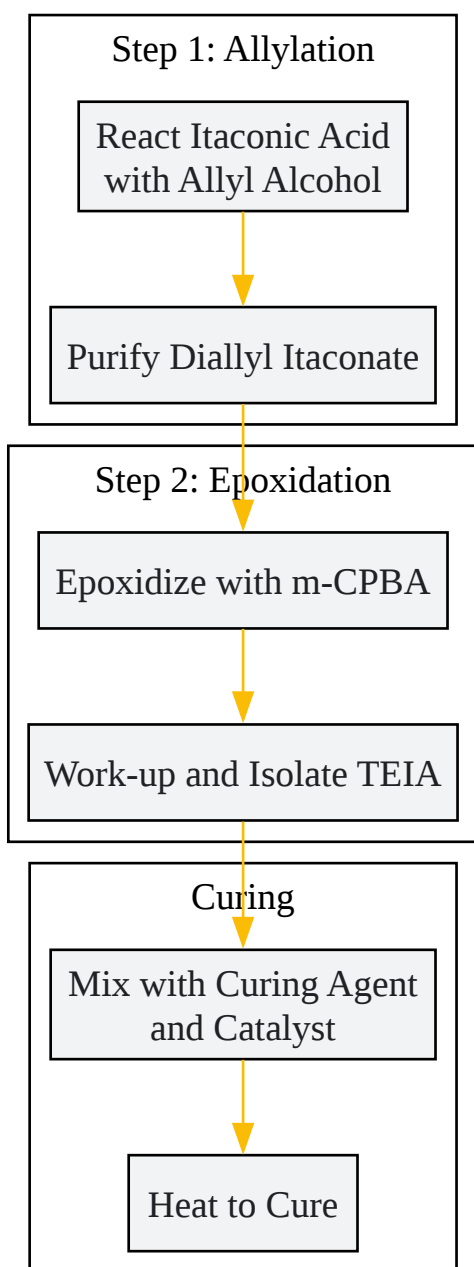 Step 1: Allylation
React Itaconic Acid
with Allyl Alcohol
Purify Diallyl Itaconate
Step 2: Epoxidation
Epoxidize with m-CPBA
Work-up and Isolate TEIA
Curing
Mix with Curing Agent
and Catalyst
Heat to Cure